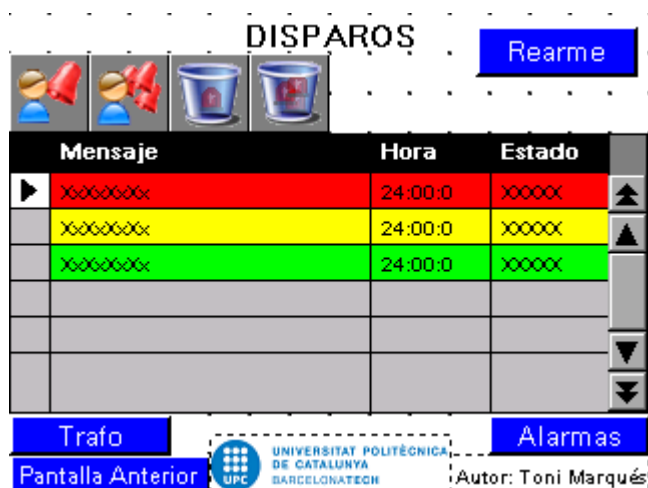 DISPAROS
Rearme
Mensaje Hora Estado
XxXxXxXx 24:00:0 XXXXX
XxXxXxXx 24:00:0 XXXXX
XxXxXxXx 24:00:0 XXXXX
Trafo
Alarmas
Pantalla Anterior
UPC
UNIVERSITAT POLITÈCNICA
DE CATALUNYA
BARCELONATECH
Autor: Toni Marqués